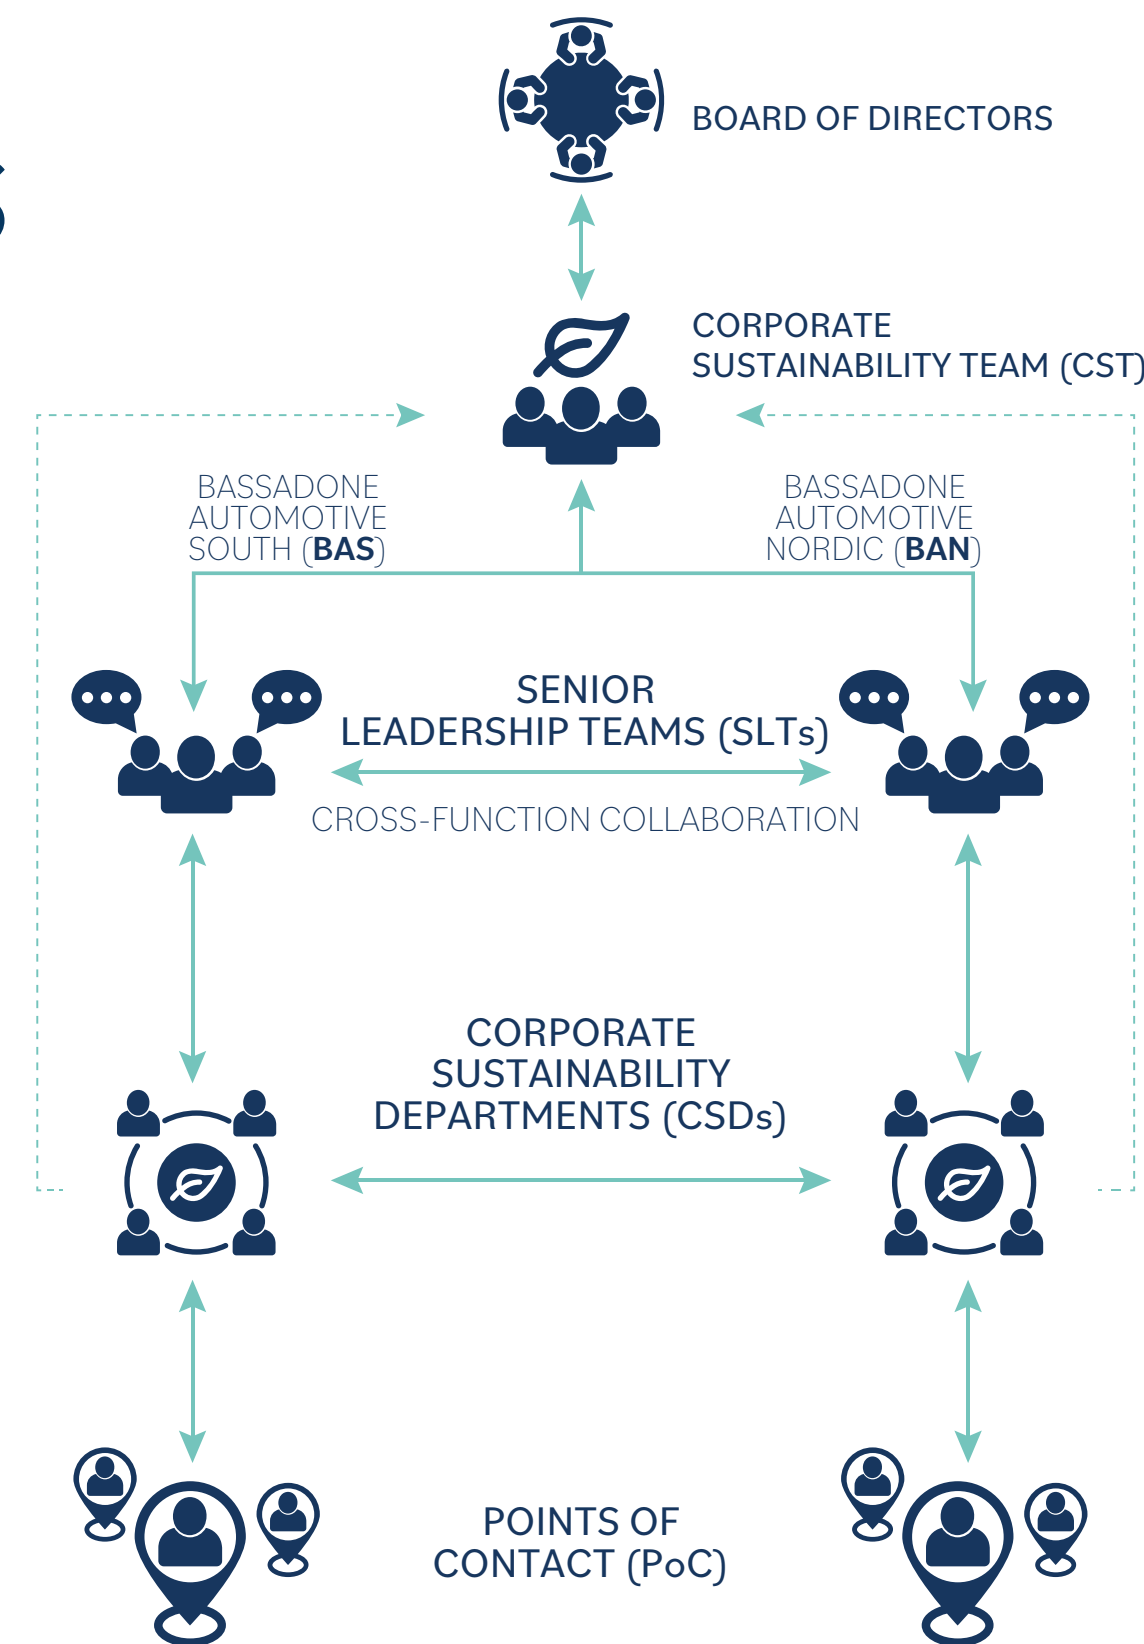 BOARD OF DIRECTORS
CORPORATE
SUSTAINABILITY TEAM (CST)
BASSADONE
AUTOMOTIVE
SOUTH (BAS)
BASSADONE
AUTOMOTIVE
NORDIC (BAN)
SENIOR
LEADERSHIP TEAMS (SLTs)
CROSS-FUNCTION COLLABORATION
CORPORATE
SUSTAINABILITY
DEPARTMENTS (CSDs)
POINTS OF
CONTACT (PoC)